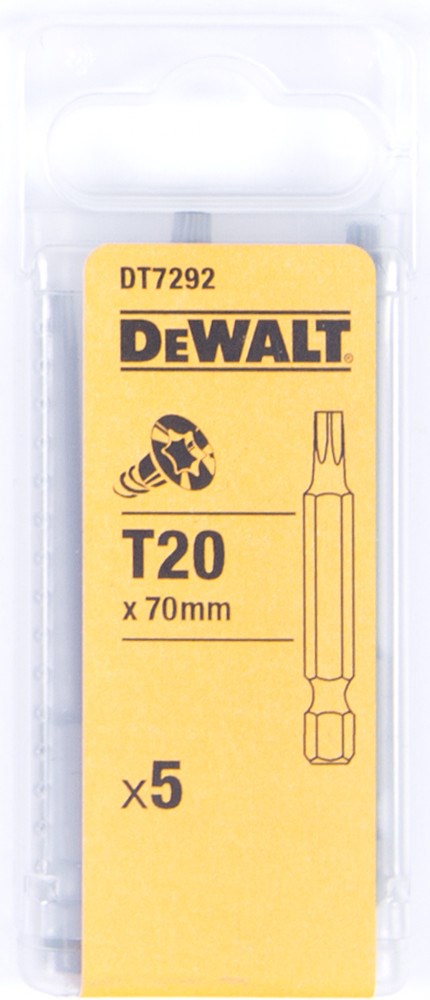 DT7292
DEWALT®
T20
x 70mm
x5